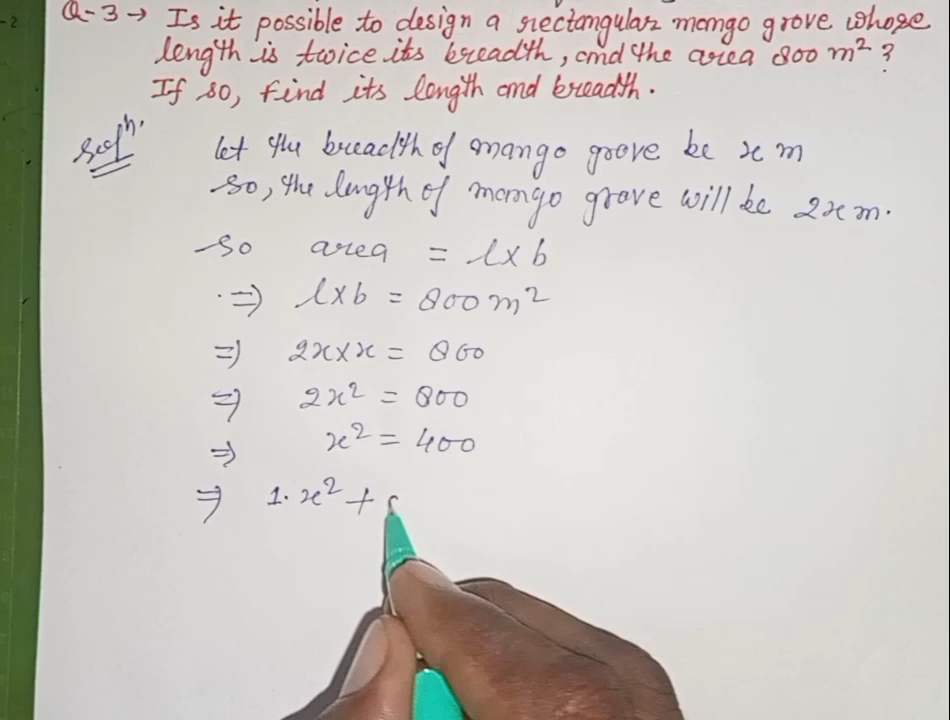 Q-3 → Is it possible to design a rectangular mango grove whose
length is twice its breadth, and the area 800 m² ?
If so, find its length and breadth.
Solⁿ. let the breadth of mango grove be x m
So, the length of mango grove will be 2x m.
So area = l × b
⇒ l × b = 800 m²
⇒ 2x × x = 800
⇒ 2x² = 800
⇒ x² = 400
⇒ 1. x² +